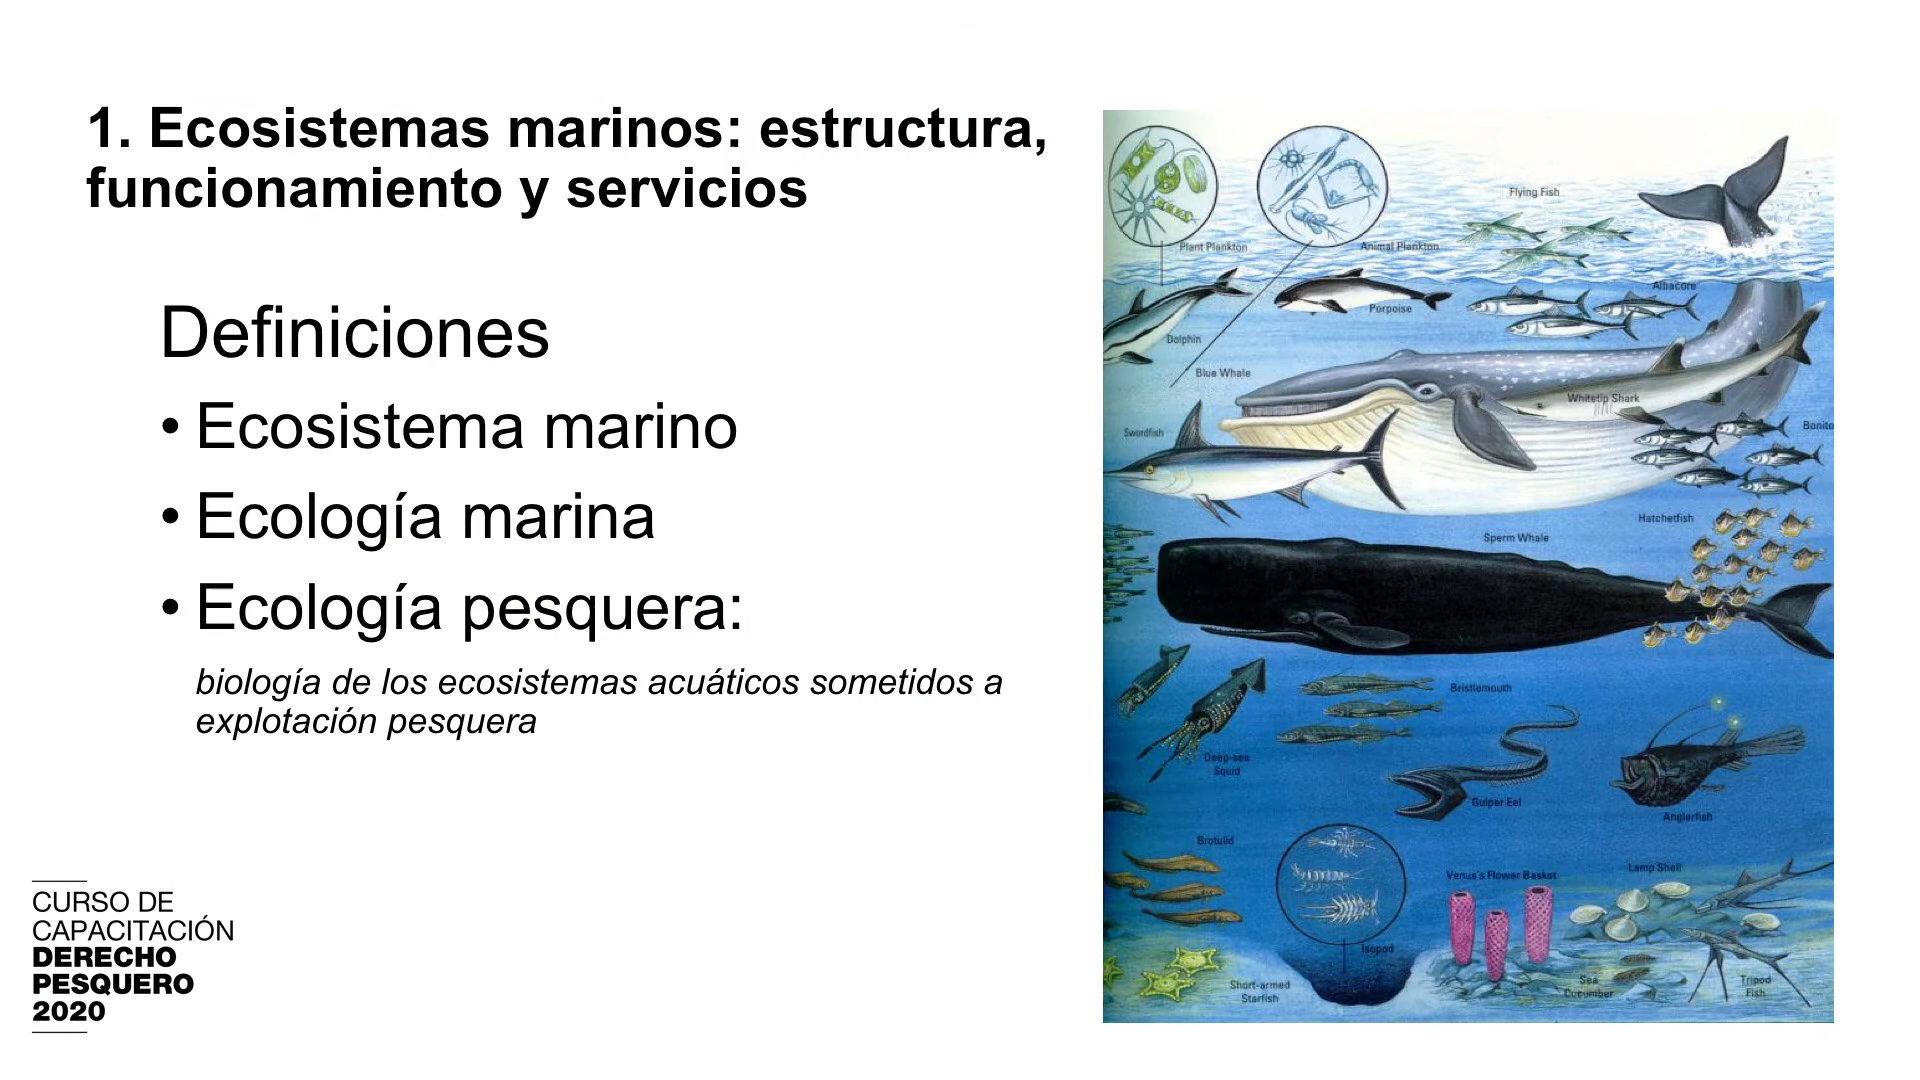 1. Ecosistemas marinos: estructura,
funcionamiento y servicios
Definiciones
• Ecosistema marino
• Ecología marina
• Ecología pesquera:
biología de los ecosistemas acuáticos sometidos a
explotación pesquera
CURSO DE
CAPACITACIÓN
DERECHO
PESQUERO
2020
Flying Fish
Plant Plankton
Animal Plankton
Albacore
Porpoise
Dolphin
Blue Whale
Whitetip Shark
Bonito
Swordfish
Hatchetfish
Sperm Whale
Bristlemouth
Deep-sea
Squid
Gulper Eel
Anglerfish
Brotulid
Lamp Shell
Venus's Flower Basket
Isopod
Short-armed
Starfish
Sea
Cucumber
Tripod
Fish